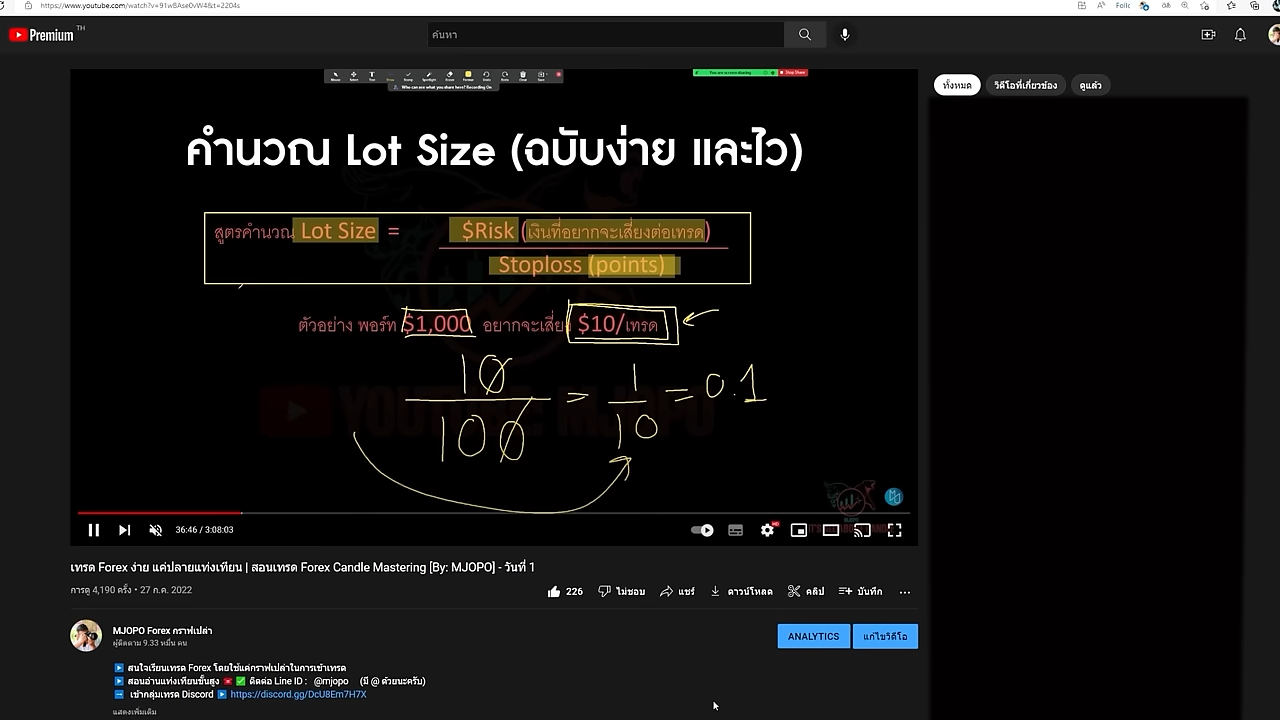 https://www.youtube.com/watch?v=91wBAse0vW4&t=2204s
Premium TH
ค้นหา
ทั้งหมด
วิดีโอที่เกี่ยวข้อง
ดูแล้ว
You are screen sharing
Stop Share
Who can see what you share here? Recording On
คำนวณ Lot Size (ฉบับง่าย และไว)
สูตรคำนวณ Lot Size = $Risk (เงินที่อยากจะเสี่ยงต่อเทรด)
Stoploss (points)
ตัวอย่าง พอร์ท $1,000 อยากจะเสี่ยง $10/เทรด
10
100
= 1
10
= 0.1
YOUTUBE: MJOPO
36:46 / 3:08:03
เทรด Forex ง่าย แค่ปลายแท่งเทียน | สอนเทรด Forex Candle Mastering [By: MJOPO] - วันที่ 1
การดู 4,190 ครั้ง • 27 ก.ค. 2022
226
ไม่ชอบ
แชร์
ดาวน์โหลด
คลิป
บันทึก
MJOPO Forex กราฟเปล่า
ผู้ติดตาม 9.33 หมื่น คน
ANALYTICS
แก้ไขวิดีโอ
สนใจเรียนเทรด Forex โดยใช้แค่กราฟเปล่าในการเข้าเทรด
สอนอ่านแท่งเทียนขั้นสูง ติดต่อ Line ID : @mjopo (มี @ ด้วยนะครับ)
เข้ากลุ่มเทรด Discord https://discord.gg/DcU8Em7H7X
แสดงเพิ่มเติม